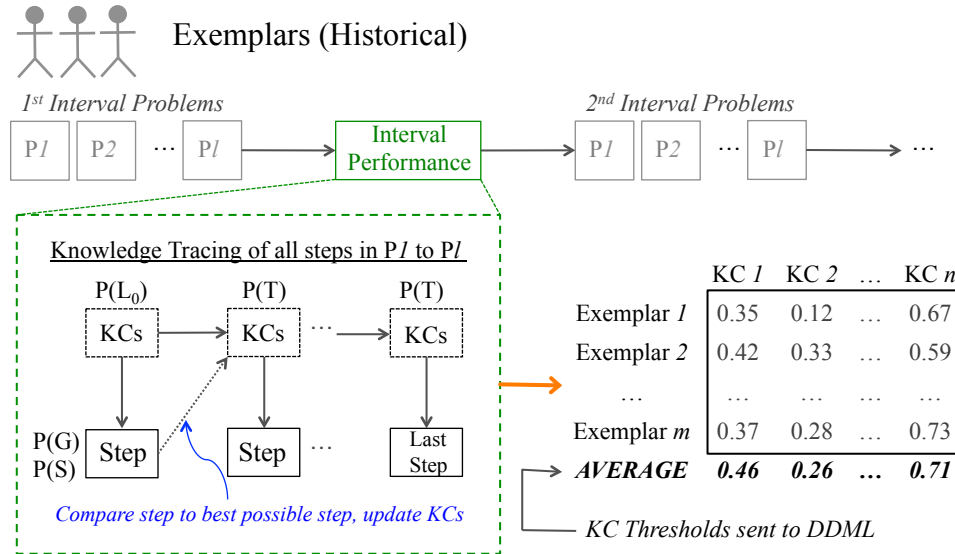 Exemplars (Historical)
1st Interval Problems
2nd Interval Problems
P1 P2 ... Pl
Interval
Performance
P1 P2 ... Pl ...
Knowledge Tracing of all steps in P1 to Pl
P(L0) P(T) P(T)
KCs KCs ... KCs
P(G)
P(S)
Step Step ... Last
Step
Compare step to best possible step, update KCs
KC 1 KC 2 ... KC n
Exemplar 1 0.35 0.12 ... 0.67
Exemplar 2 0.42 0.33 ... 0.59
... ... ... ... ...
Exemplar m 0.37 0.28 ... 0.73
AVERAGE 0.46 0.26 ... 0.71
KC Thresholds sent to DDML